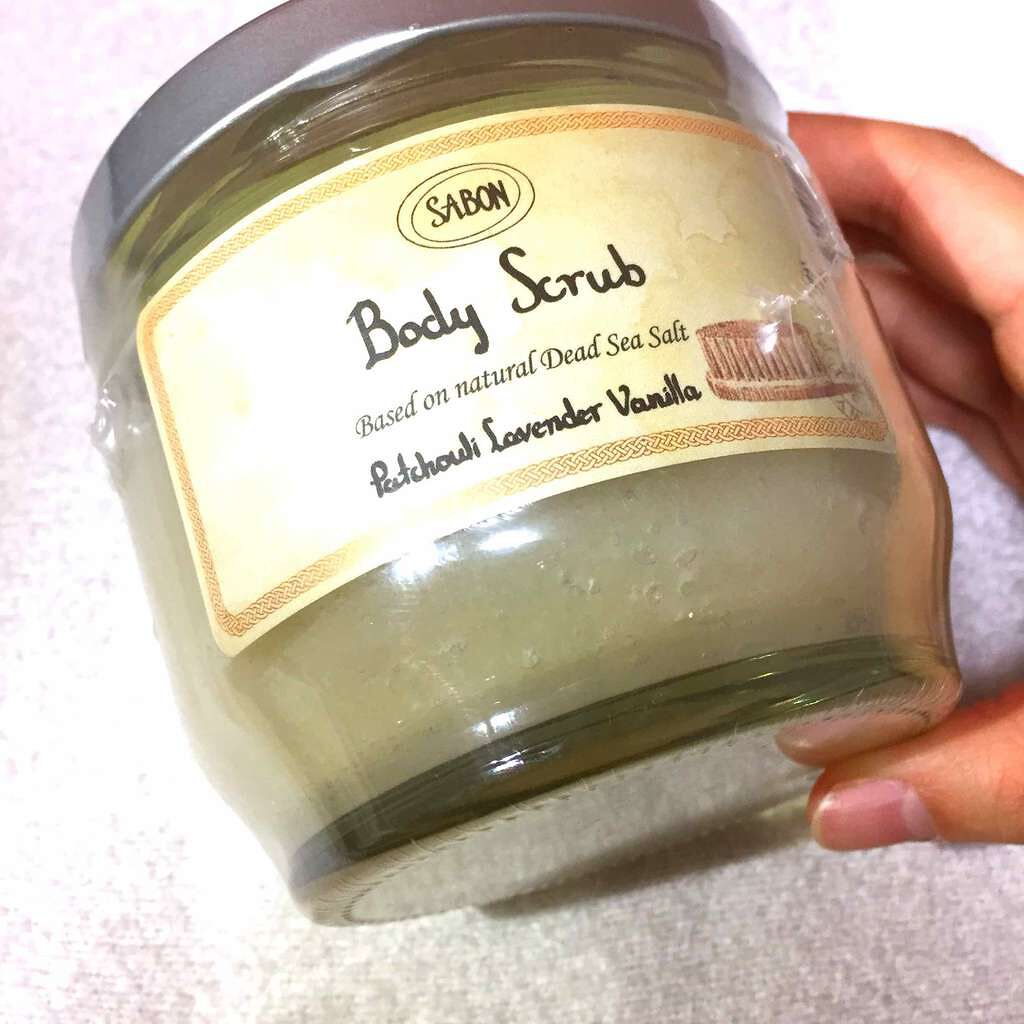 SABON
Body Scrub
Based on natural Dead Sea Salt
Patchouli Lavender Vanilla